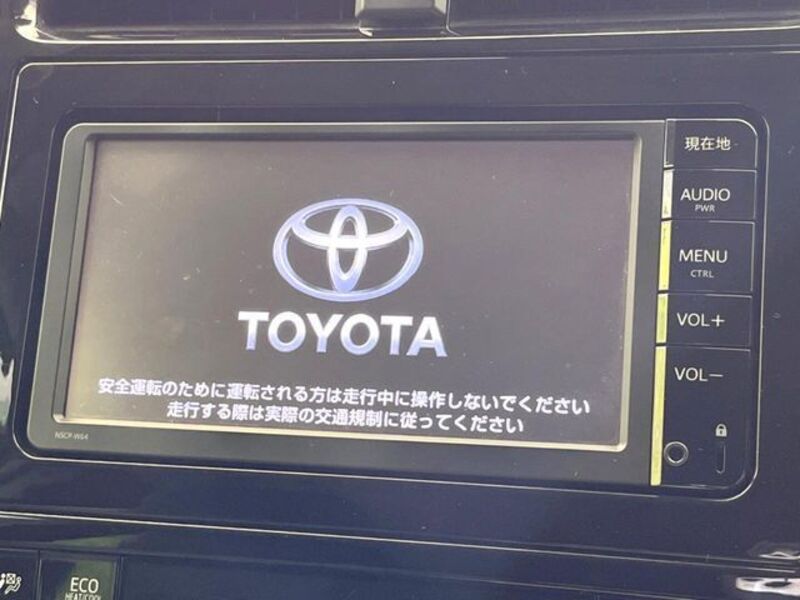 現在地
AUDIO
PWR
MENU
CTRL
VOL+
VOL-
TOYOTA
安全運転のために運転される方は走行中に操作しないでください
走行する際は実際の交通規制に従ってください
NSCP-W64
ECO
HEAT/COOL